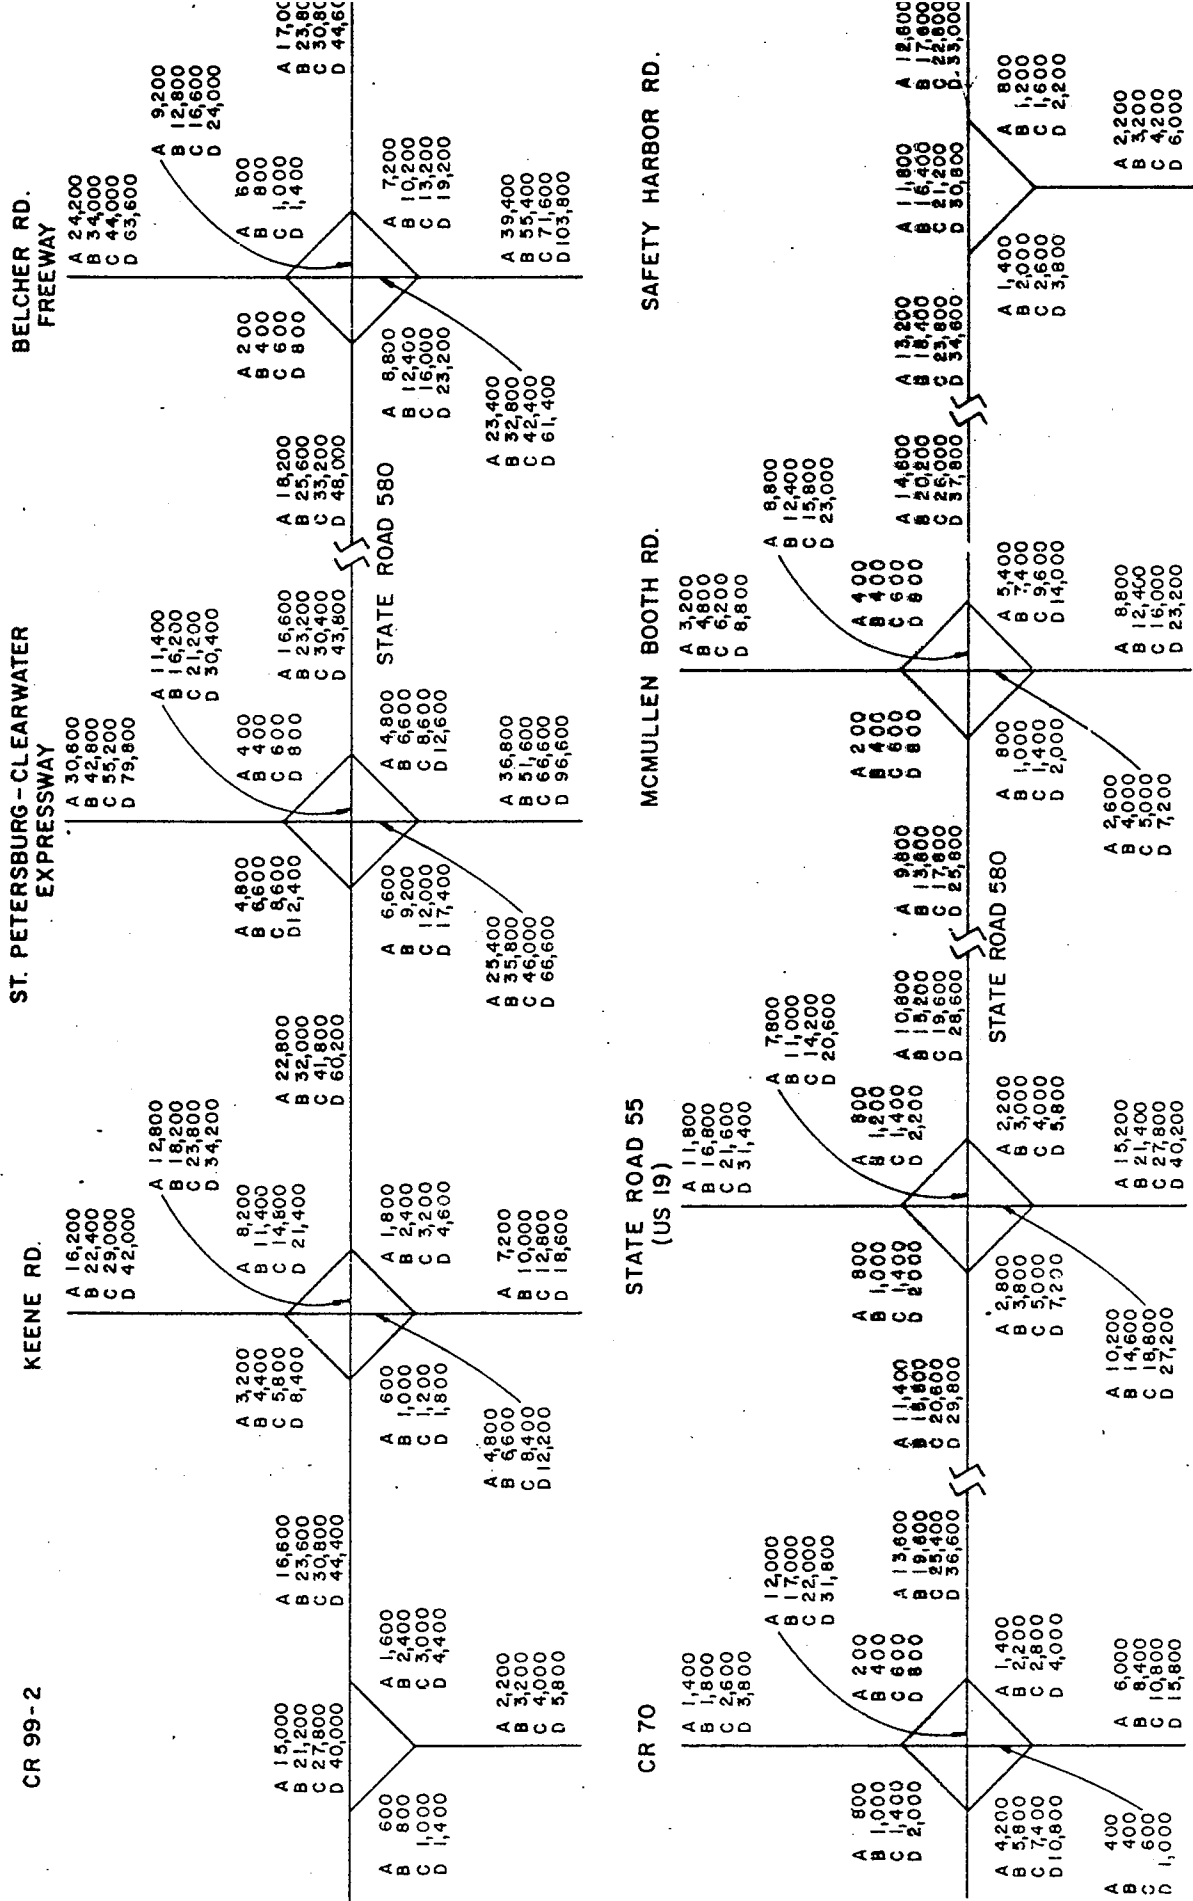 CR 99-2
A 15,000
B 21,200
C 27,800
D 40,000
A 600
B 800
C 1,000
D 1,400
A 1,600
B 2,400
C 3,000
D 4,400
A 2,200
B 3,200
C 4,000
D 5,800
A 16,600
B 23,600
C 30,800
D 44,400
KEENE RD.
A 16,200
B 22,400
C 29,000
D 42,000
A 12,800
B 18,200
C 23,800
D 34,200
A 3,200
B 4,400
C 5,800
D 8,400
A 8,200
B 11,400
C 14,800
D 21,400
A 600
B 1,000
C 1,200
D 1,800
A 1,800
B 2,400
C 3,200
D 4,600
A 4,800
B 6,600
C 8,400
D 12,200
A 7,200
B 10,000
C 12,800
D 18,600
A 22,800
B 32,000
C 41,800
D 60,200
ST. PETERSBURG-CLEARWATER
EXPRESSWAY
A 30,800
B 42,800
C 55,200
D 79,800
A 11,400
B 16,200
C 21,200
D 30,400
A 4,800
B 6,600
C 8,600
D 12,400
A 400
B 400
C 600
D 800
A 6,600
B 9,200
C 12,000
D 17,400
A 4,800
B 6,600
C 8,600
D 12,600
A 25,400
B 35,800
C 46,000
D 66,600
A 36,800
B 51,600
C 66,600
D 96,600
A 16,600
B 23,200
C 30,400
D 43,800
STATE ROAD 580
A 18,200
B 25,600
C 33,200
D 48,000
BELCHER RD.
FREEWAY
A 24,200
B 34,000
C 44,000
D 63,600
A 9,200
B 12,800
C 16,600
D 24,000
A 200
B 400
C 600
D 800
A 600
B 800
C 1,000
D 1,400
A 8,800
B 12,400
C 16,000
D 23,200
A 7,200
B 10,200
C 13,200
D 19,200
A 23,400
B 32,800
C 42,400
D 61,400
A 39,400
B 55,400
C 71,600
D 103,800
A 17,00
B 23,80
C 30,80
D 44,60
CR 70
A 1,400
B 1,800
C 2,600
D 3,800
A 12,000
B 17,000
C 22,000
D 31,800
A 800
B 1,000
C 1,400
D 2,000
A 200
B 400
C 600
D 800
A 4,200
B 5,800
C 7,400
D 10,800
A 1,400
B 2,200
C 2,800
D 4,000
A 400
B 400
C 600
D 1,000
A 6,000
B 8,400
C 10,800
D 15,800
A 13,600
B 19,600
C 25,400
D 36,600
A 11,400
B 15,800
C 20,600
D 29,800
STATE ROAD 55
(US 19)
A 11,800
B 16,800
C 21,600
D 31,400
A 7,800
B 11,000
C 14,200
D 20,600
A 800
B 1,000
C 1,400
D 2000
A 800
B 1,200
C 1,400
D 2,200
A 2,800
B 3,800
C 5,000
D 7,200
A 2,200
B 3,000
C 4,000
D 5,800
A 10,200
B 14,600
C 18,800
D 27,200
A 15,200
B 21,400
C 27,800
D 40,200
A 10,800
B 15,200
C 19,600
D 28,600
STATE ROAD 580
A 9,800
B 13,800
C 17,800
D 25,800
MCMULLEN BOOTH RD.
A 3,200
B 4,800
C 6,200
D 8,800
A 8,800
B 12,400
C 15,800
D 23,000
A 200
B 400
C 600
D 800
A 400
B 400
C 600
D 800
A 800
B 1,000
C 1,400
D 2,000
A 5,400
B 7,400
C 9,600
D 14,000
A 2,600
B 4,000
C 5,000
D 7,200
A 8,800
B 12,400
C 16,000
D 23,200
A 14,600
B 20,200
C 26,000
D 37,800
SAFETY HARBOR RD.
A 13,200
B 18,400
C 23,800
D 34,600
A 11,800
B 16,400
C 21,200
D 30,800
A 1,400
B 2,000
C 2,600
D 3,800
A 800
B 1,200
C 1,600
D 2,200
A 2,200
B 3,200
C 4,200
D 6,000
A 12,600
B 17,600
C 22,800
D 33,000